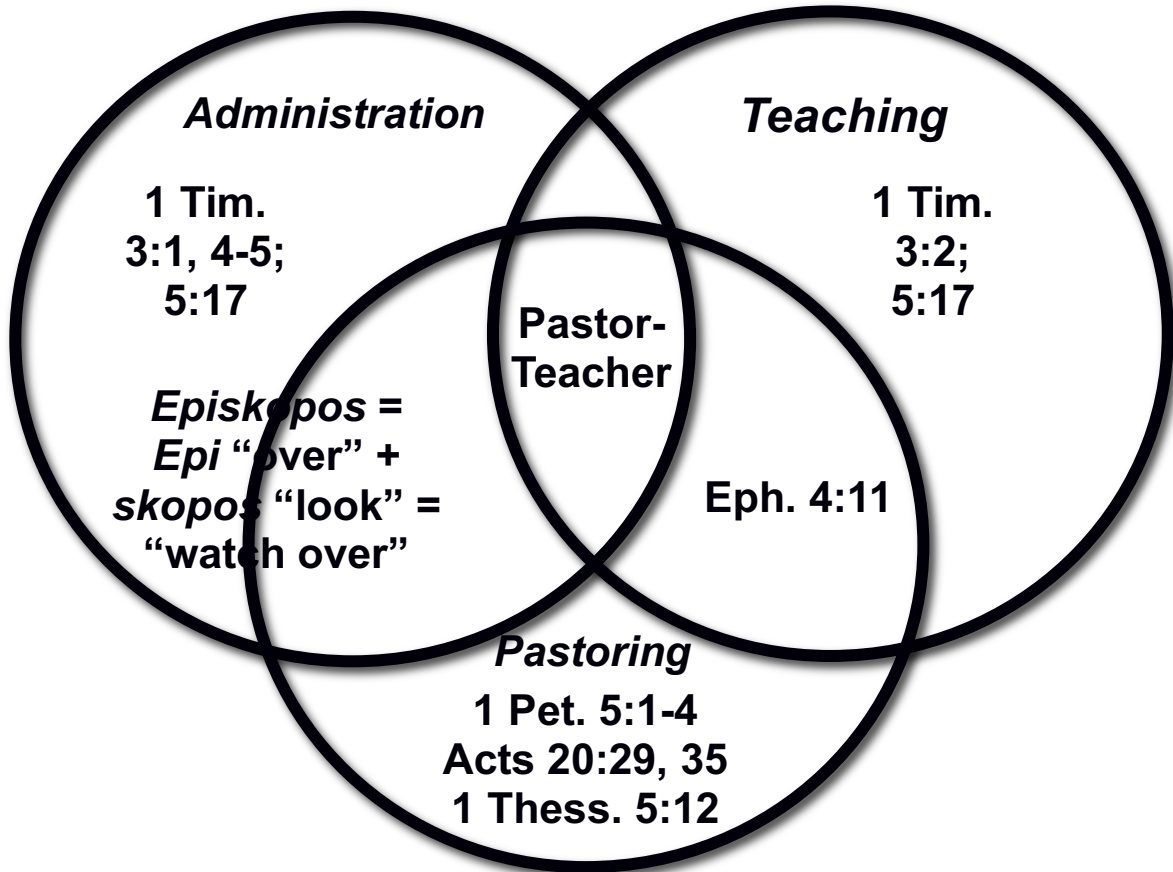 Administration
1 Tim.
3:1, 4-5;
5:17
Episkopos =
Epi “over” +
skopos “look” =
“watch over”
Teaching
1 Tim.
3:2;
5:17
Pastor-
Teacher
Eph. 4:11
Pastoring
1 Pet. 5:1-4
Acts 20:29, 35
1 Thess. 5:12